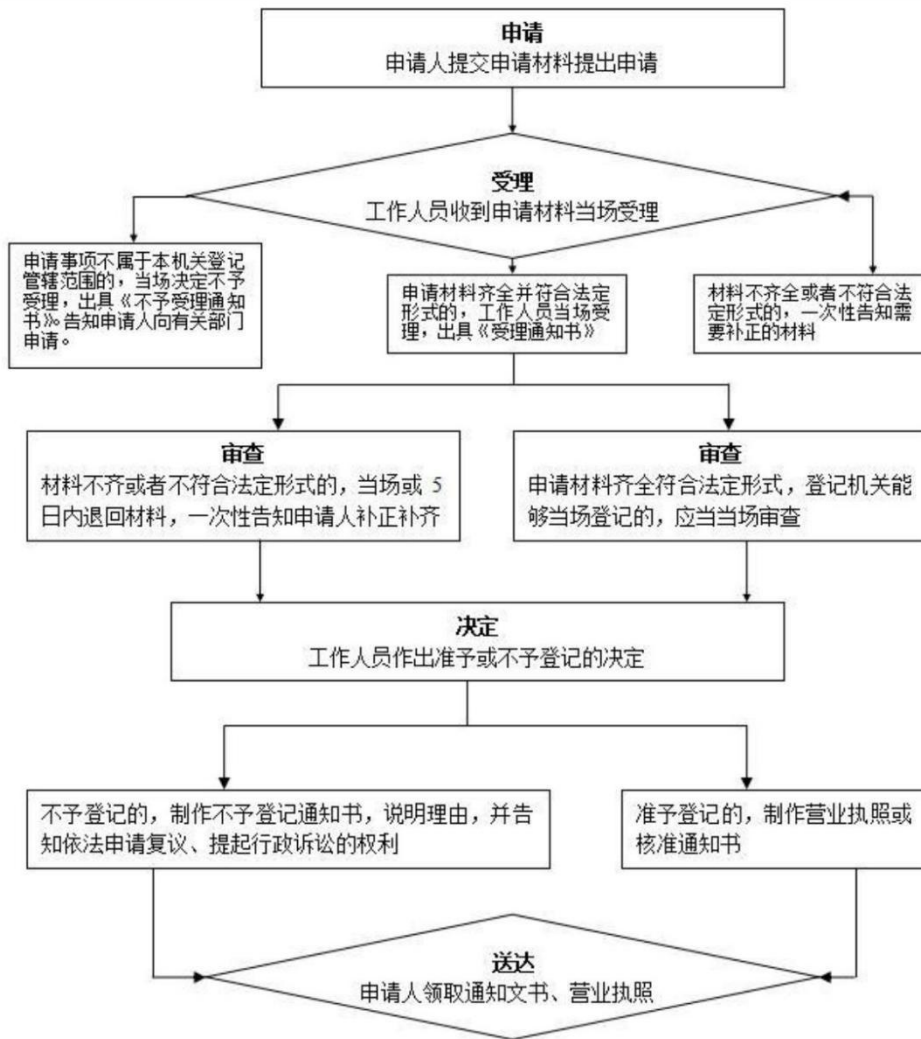 申请
申请人提交申请材料提出申请
受理
工作人员收到申请材料当场受理
申请事项不属于本机关登记
管辖范围的，当场决定不予
受理，出具《不予受理通知
书》。告知申请人向有关部门
申请。
申请材料齐全并符合法定
形式的，工作人员当场受
理，出具《受理通知书》
材料不齐全或者不符合法
定形式的，一次性告知需
要补正的材料
审查
材料不齐或者不符合法定形式的，当场或 5
日内退回材料，一次性告知申请人补正补齐
审查
申请材料齐全符合法定形式，登记机关能
够当场登记的，应当当场审查
决定
工作人员作出准予或不予登记的决定
不予登记的，制作不予登记通知书，说明理由，并告
知依法申请复议、提起行政诉讼的权利
准予登记的，制作营业执照或
核准通知书
送达
申请人领取通知文书、营业执照